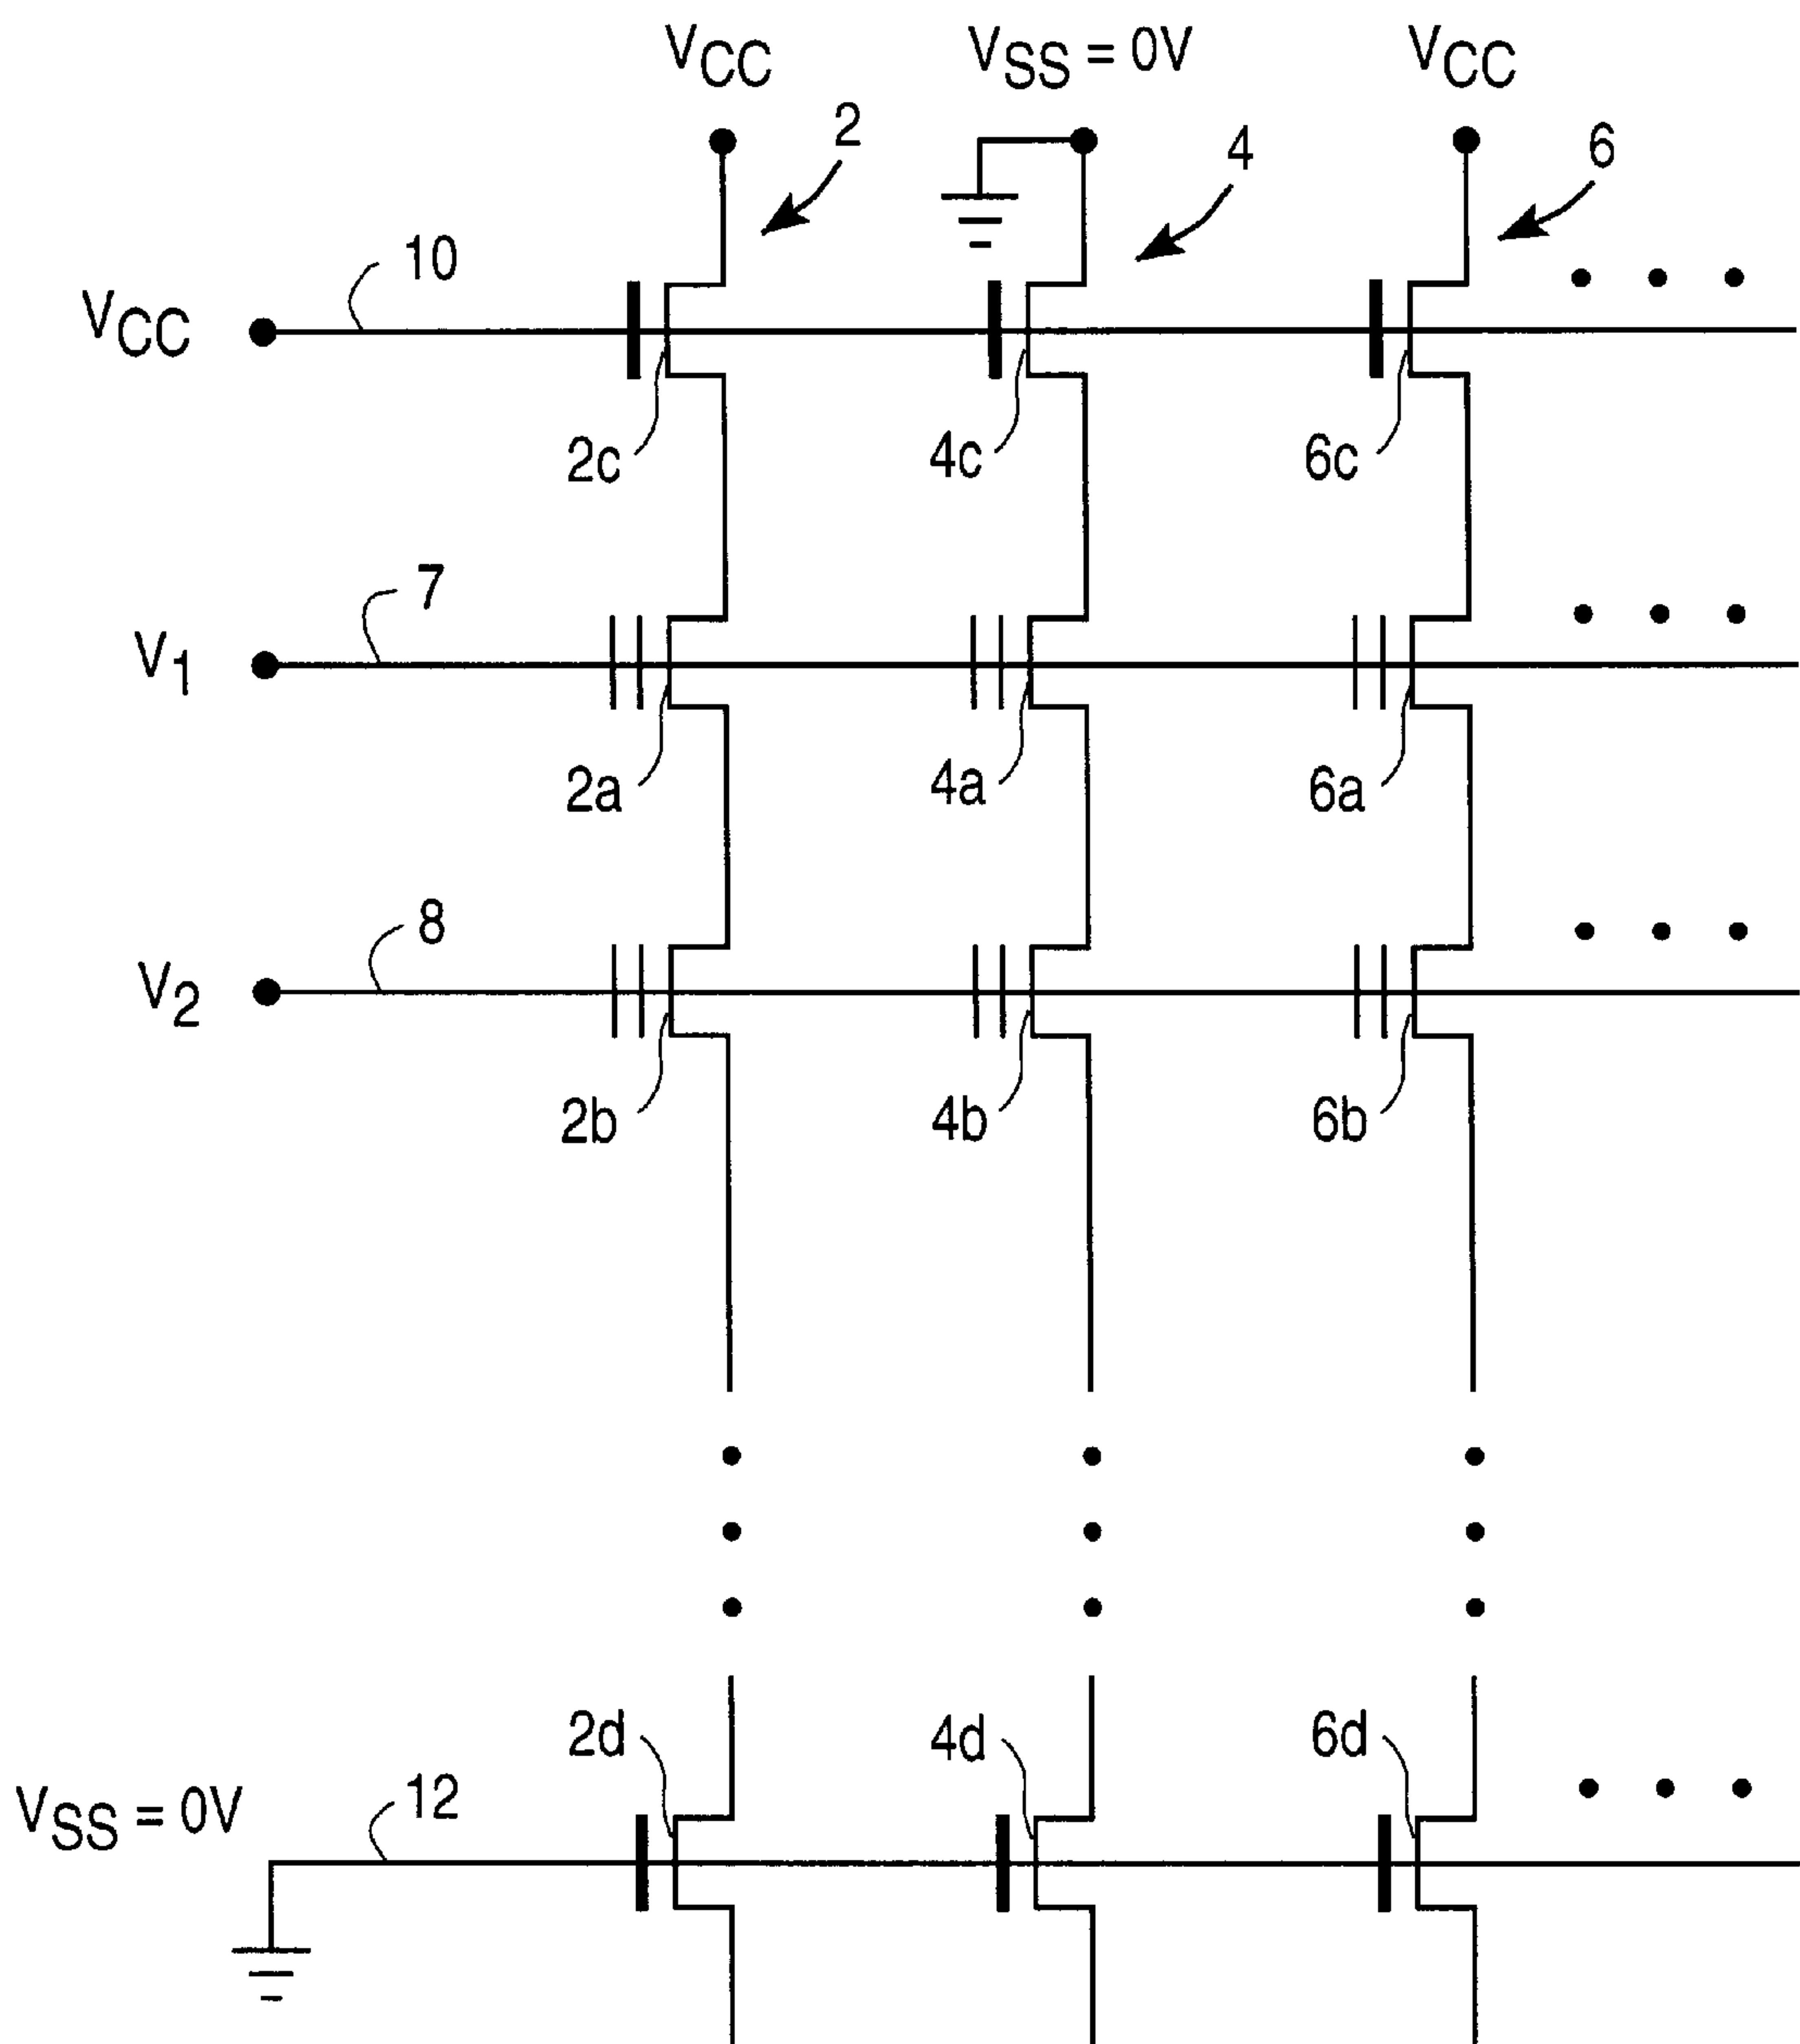 VCC VSS = 0V VCC
2 4 6
10
VCC
2c 4c 6c
7
V1
2a 4a 6a
8
V2
2b 4b 6b
2d 4d 6d
12
VSS = 0V